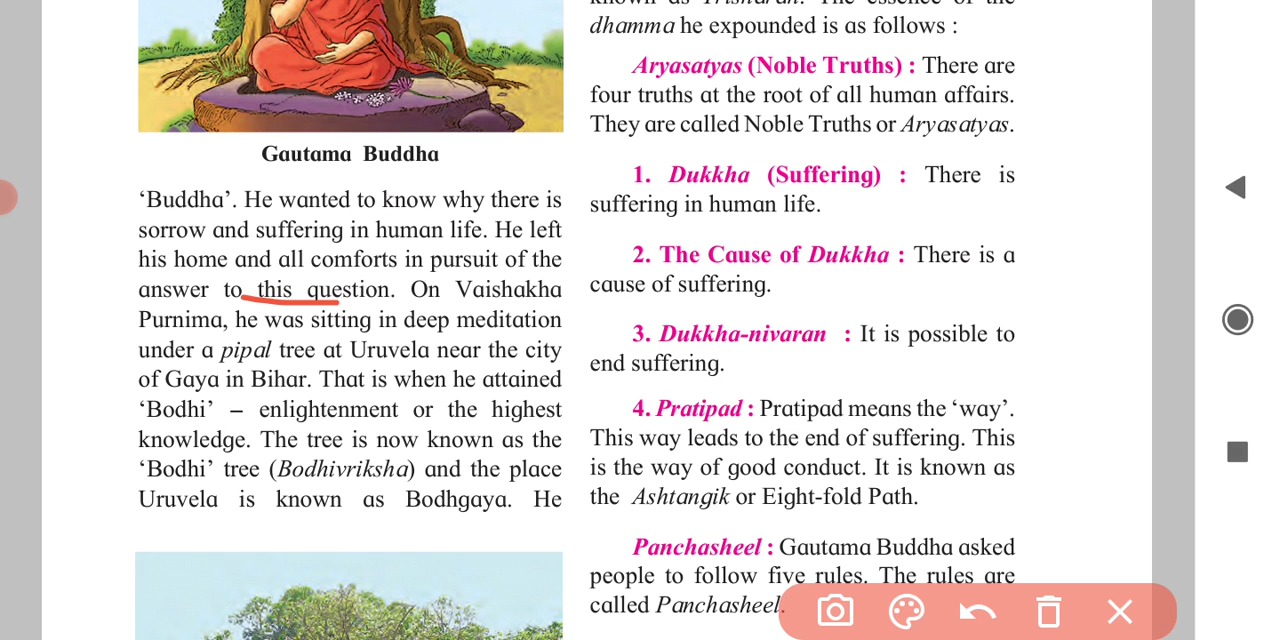 Gautama Buddha
‘Buddha’. He wanted to know why there is
sorrow and suffering in human life. He left
his home and all comforts in pursuit of the
answer to this question. On Vaishakha
Purnima, he was sitting in deep meditation
under a pipal tree at Uruvela near the city
of Gaya in Bihar. That is when he attained
‘Bodhi’ – enlightenment or the highest
knowledge. The tree is now known as the
‘Bodhi’ tree (Bodhivriksha) and the place
Uruvela is known as Bodhgaya. He
dhamma he expounded is as follows :
Aryasatyas (Noble Truths) : There are
four truths at the root of all human affairs.
They are called Noble Truths or Aryasatyas.
1. Dukkha (Suffering) : There is
suffering in human life.
2. The Cause of Dukkha : There is a
cause of suffering.
3. Dukkha-nivaran : It is possible to
end suffering.
4. Pratipad : Pratipad means the ‘way’.
This way leads to the end of suffering. This
is the way of good conduct. It is known as
the Ashtangik or Eight-fold Path.
Panchasheel : Gautama Buddha asked
people to follow five rules. The rules are
called Panchasheel.